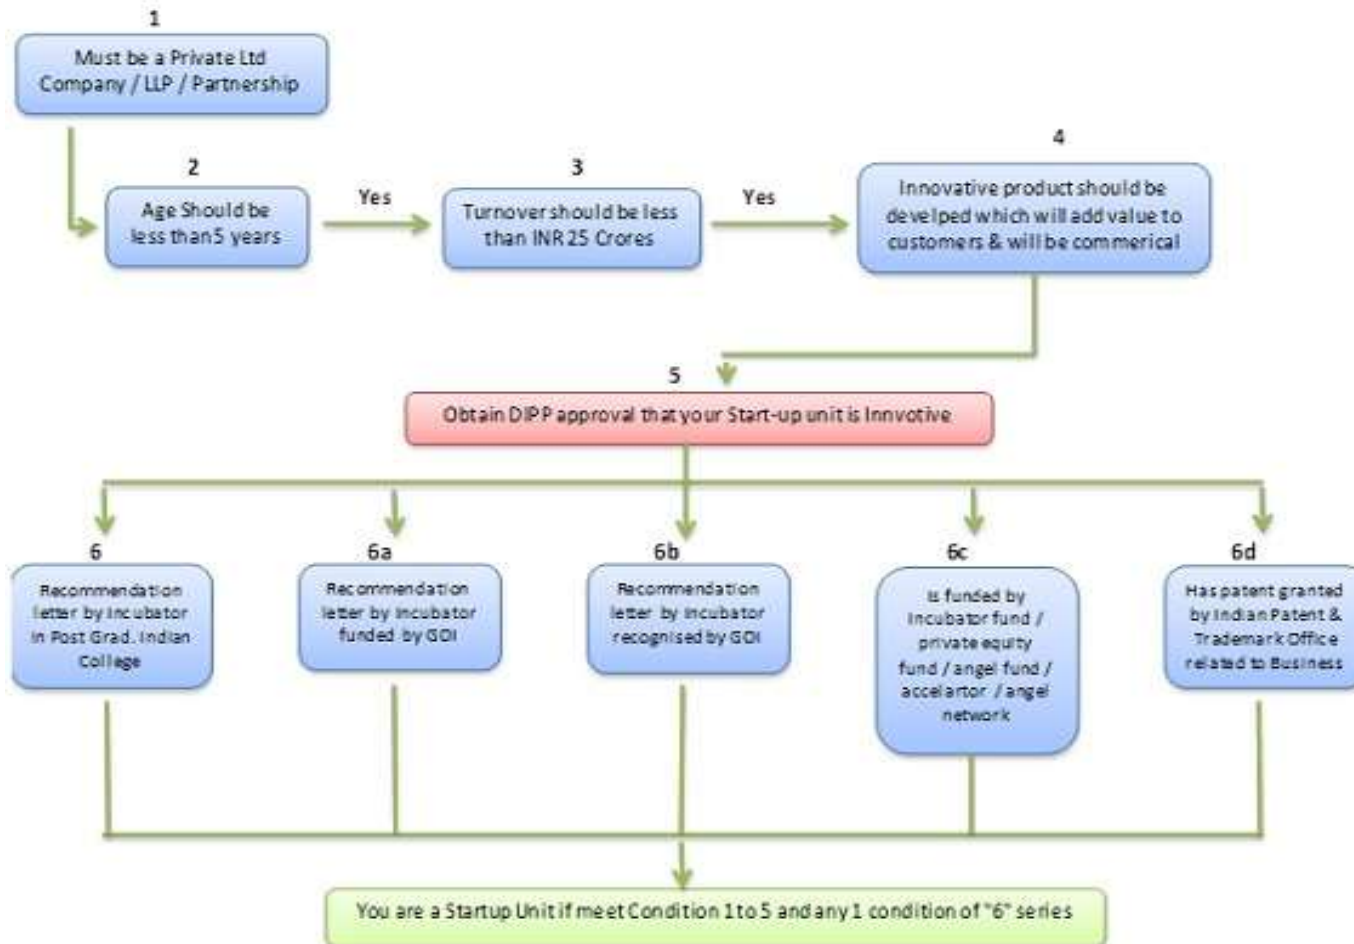 1
Must be a Private Ltd
Company / LLP / Partnership
2
Age Should be
less than 5 years
Yes
3
Turnover should be less
than INR 25 Crores
Yes
4
Innovative product should be
develped which will add value to
customers & will be commerical
5
Obtain DIPP approval that your Start-up unit is Innvotive
6
Recommendation
letter by Incubator
in Post Grad. Indian
College
6a
Recommendation
letter by Incubator
funded by GOI
6b
Recommendation
letter by Incubator
recognised by GOI
6c
Is funded by
Incubator fund /
private equity
fund / angel fund /
accelartor / angel
network
6d
Has patent granted
by Indian Patent &
Trademark Office
related to Business
You are a Startup Unit if meet Condition 1 to 5 and any 1 condition of "6" series